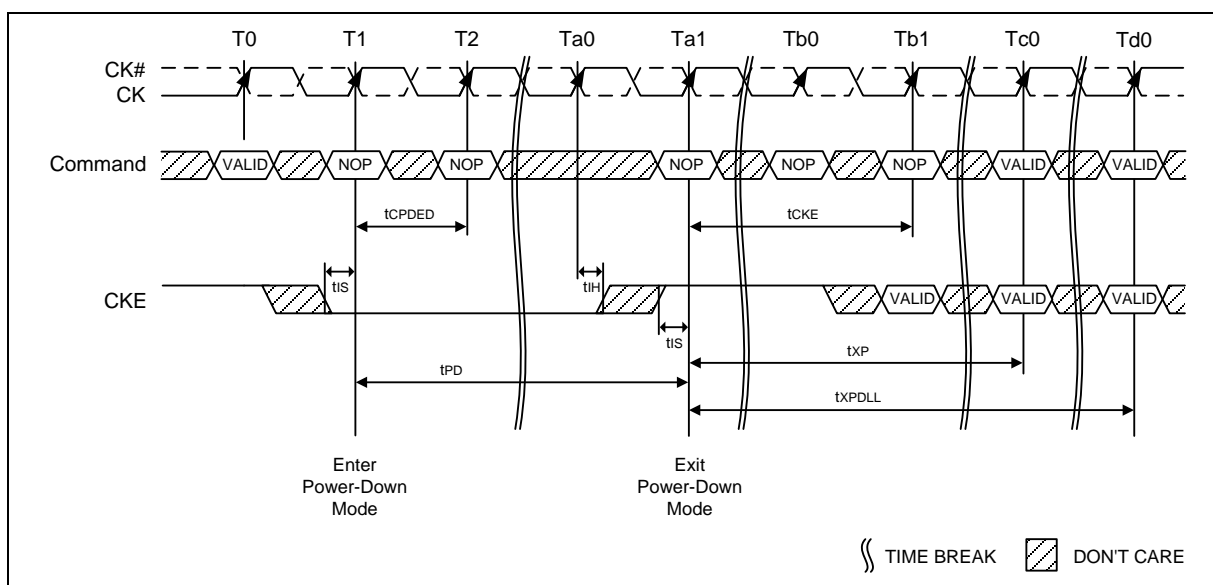 T0 T1 T2 Ta0 Ta1 Tb0 Tb1 Tc0 Td0
CK#
CK
Command VALID NOP NOP NOP NOP NOP VALID VALID
tCPDED tCKE
tIS tIH
CKE VALID VALID VALID
tIS
tXP
tPD
tXPDLL
Enter
Power-Down
Mode
Exit
Power-Down
Mode
TIME BREAK DON'T CARE